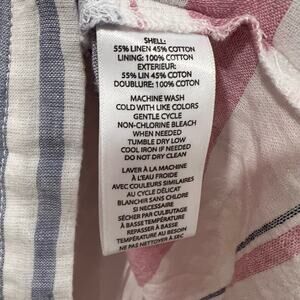 SHELL:
55% LINEN 45% COTTON
LINING: 100% COTTON
EXTERIEUR:
55% LIN 45% COTTON
DOUBLURE: 100% COTON
MACHINE WASH
COLD WITH LIKE COLORS
GENTLE CYCLE
NON-CHLORINE BLEACH
WHEN NEEDED
TUMBLE DRY LOW
COOL IRON IF NEEDED
DO NOT DRY CLEAN
LAVER À LA MACHINE
À L'EAU FROIDE
AVEC COULEURS SIMILAIRES
AU CYCLE DÉLICAT
BLANCHIR SANS CHLORE
SI NECESSAIRE
SÉCHER PAR CULBUTAGE
À BASSE TEMPÉRATURE
REPASSER AU BESOIN
À BASSE TEMPÉRATURE
NE PAS NETTOYER À SEC